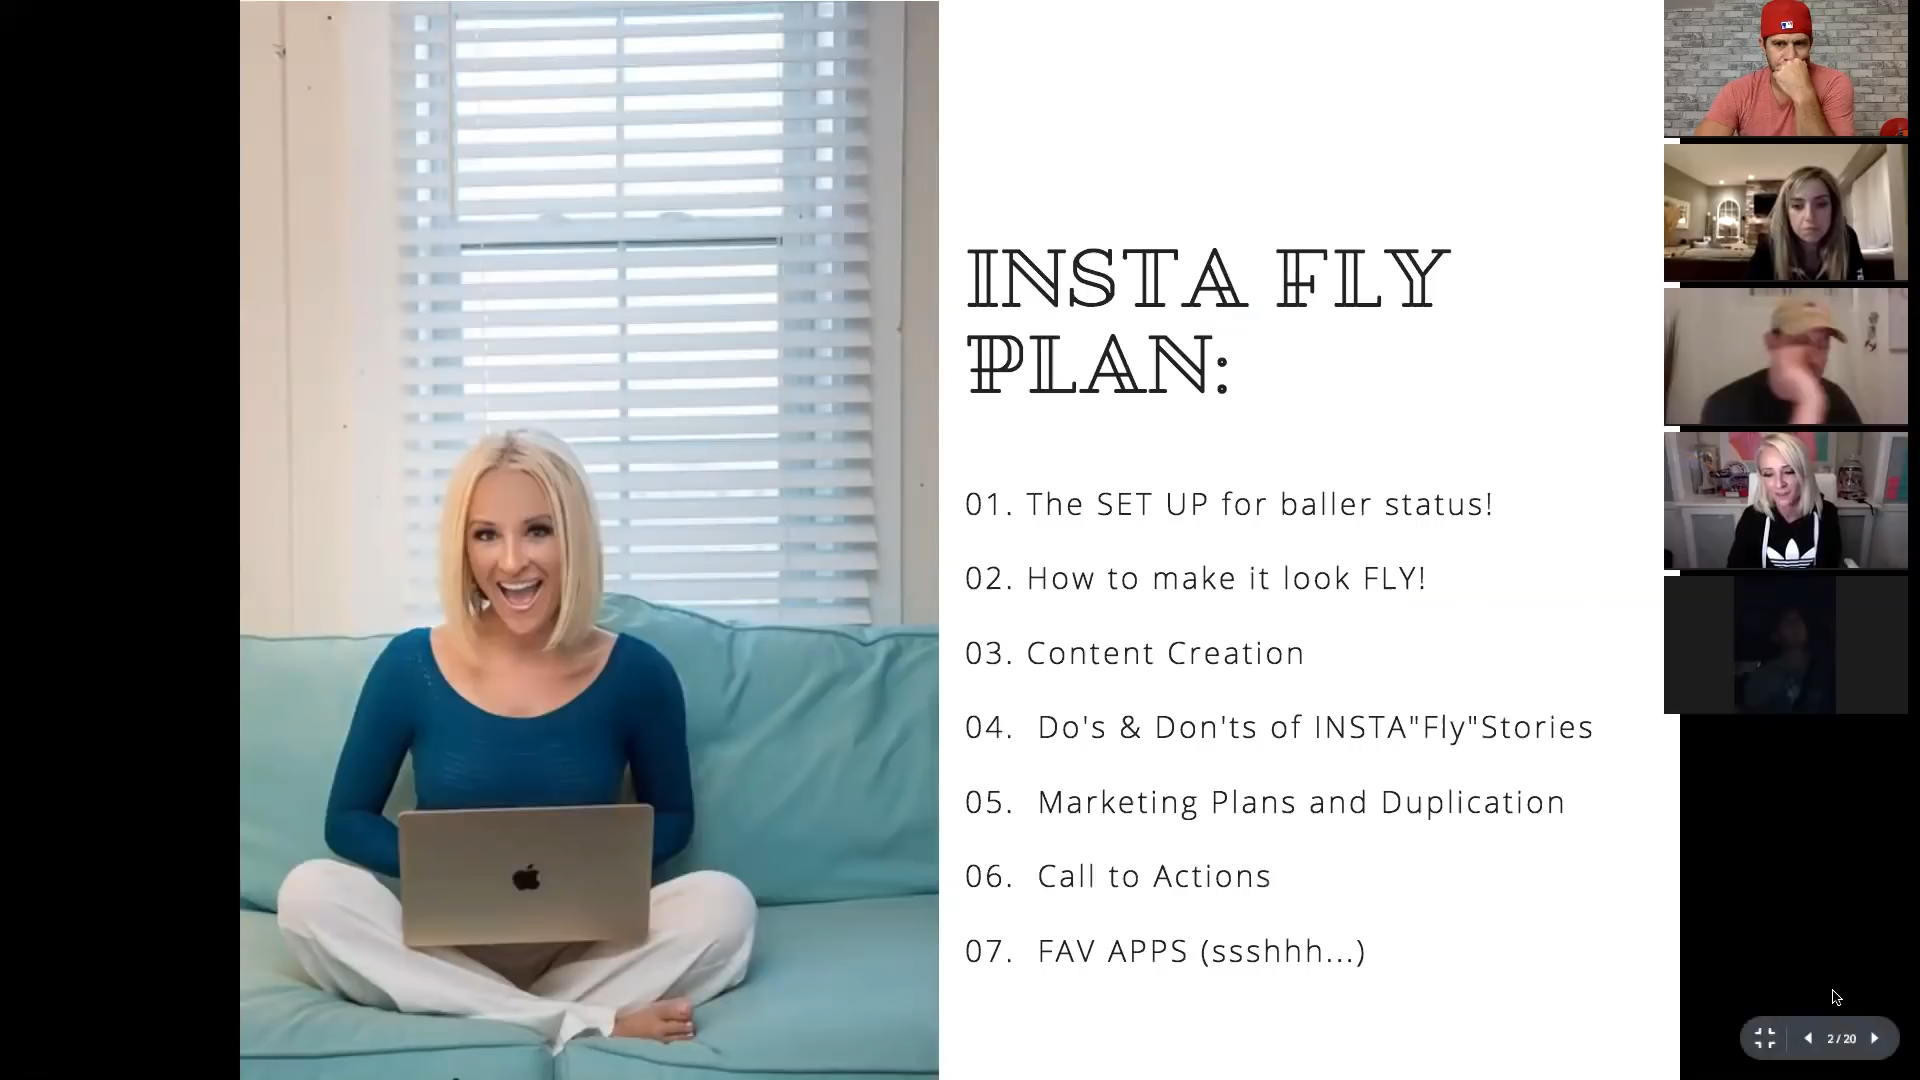 INSTA FLY
PLAN:
01. The SET UP for baller status!
02. How to make it look FLY!
03. Content Creation
04. Do's & Don'ts of INSTA"Fly"Stories
05. Marketing Plans and Duplication
06. Call to Actions
07. FAV APPS (ssshhh...)
2 / 20